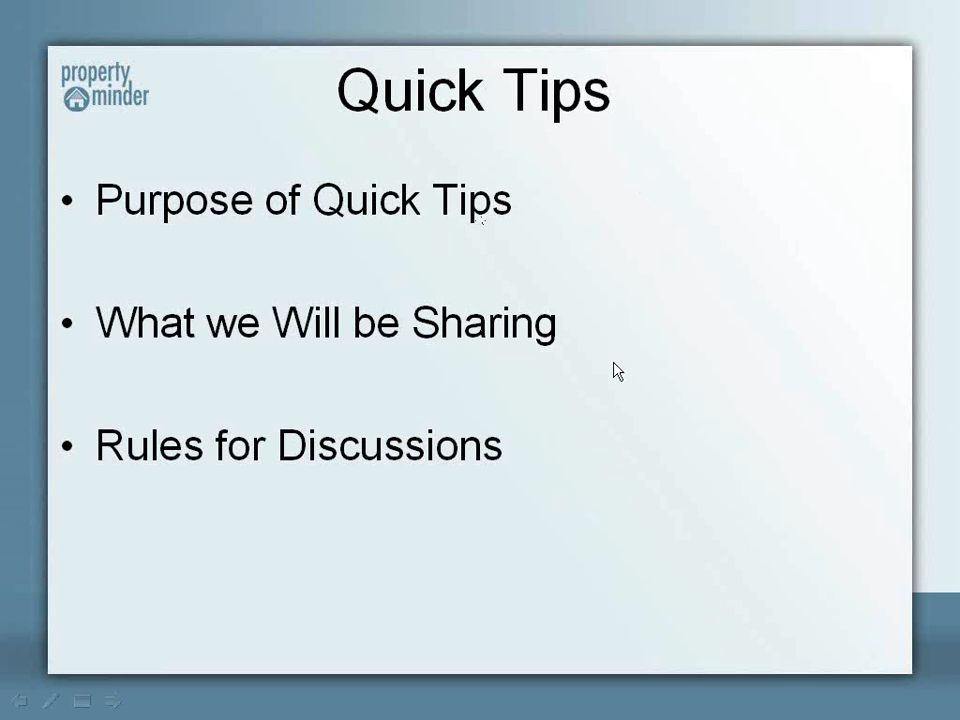 property
minder
Quick Tips
• Purpose of Quick Tips
• What we Will be Sharing
• Rules for Discussions